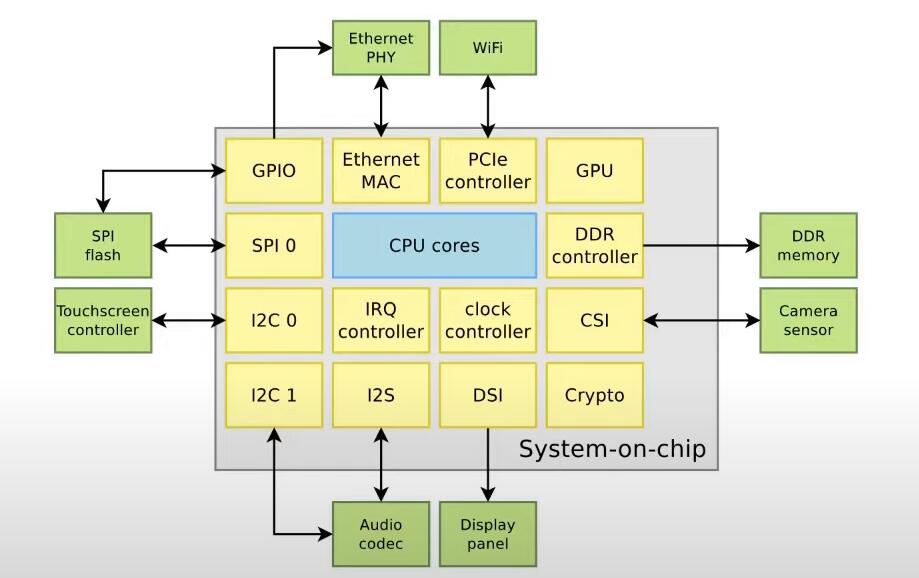 Ethernet
PHY
WiFi
GPIO
Ethernet
MAC
PCIe
controller
GPU
SPI
flash
SPI 0
CPU cores
DDR
controller
DDR
memory
Touchscreen
controller
I2C 0
IRQ
controller
clock
controller
CSI
Camera
sensor
I2C 1
I2S
DSI
Crypto
System-on-chip
Audio
codec
Display
panel